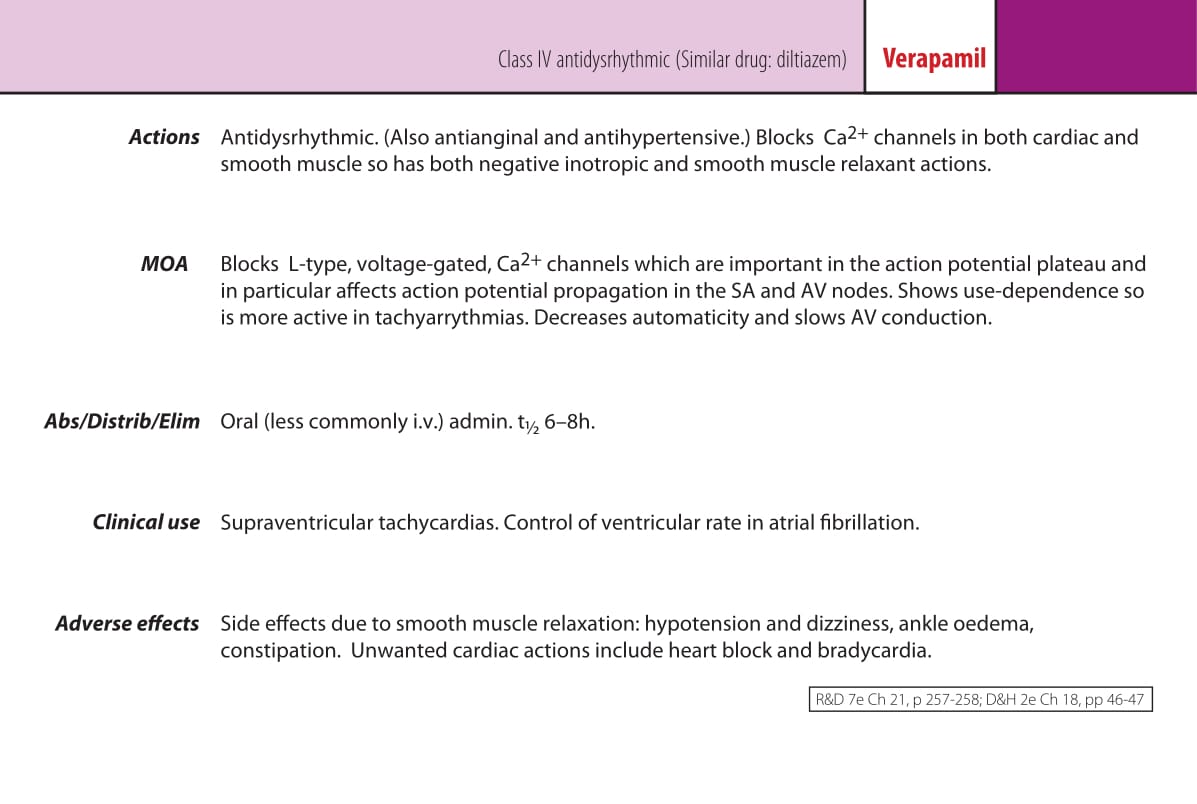 Class IV antidysrhythmic (Similar drug: diltiazem) Verapamil
Actions Antidysrhythmic. (Also antianginal and antihypertensive.) Blocks Ca2+ channels in both cardiac and
smooth muscle so has both negative inotropic and smooth muscle relaxant actions.
MOA Blocks L-type, voltage-gated, Ca2+ channels which are important in the action potential plateau and
in particular affects action potential propagation in the SA and AV nodes. Shows use-dependence so
is more active in tachyarrythmias. Decreases automaticity and slows AV conduction.
Abs/Distrib/Elim Oral (less commonly i.v.) admin. t½ 6–8h.
Clinical use Supraventricular tachycardias. Control of ventricular rate in atrial fibrillation.
Adverse effects Side effects due to smooth muscle relaxation: hypotension and dizziness, ankle oedema,
constipation. Unwanted cardiac actions include heart block and bradycardia.
R&D 7e Ch 21, p 257-258; D&H 2e Ch 18, pp 46-47